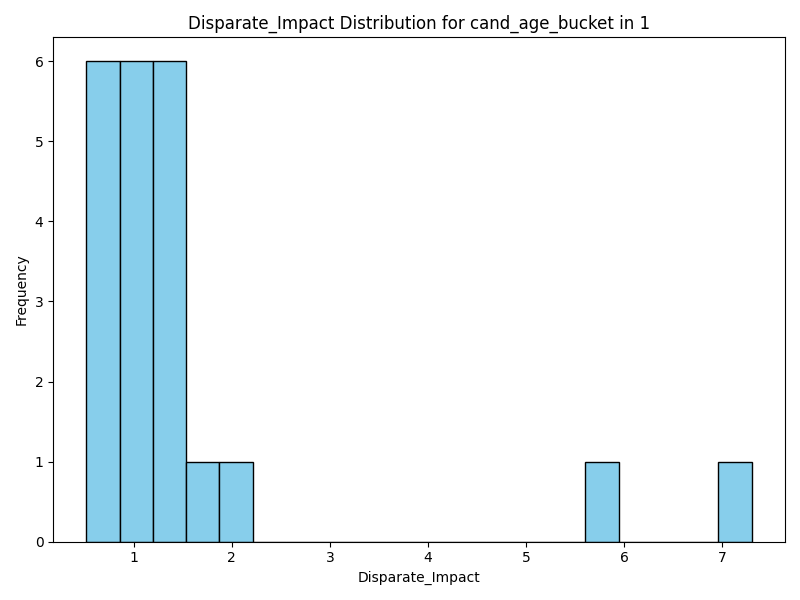 Disparate_Impact Distribution for cand_age_bucket in 1
6
5
4
3
2
1
0
Frequency
1 2 3 4 5 6 7
Disparate_Impact